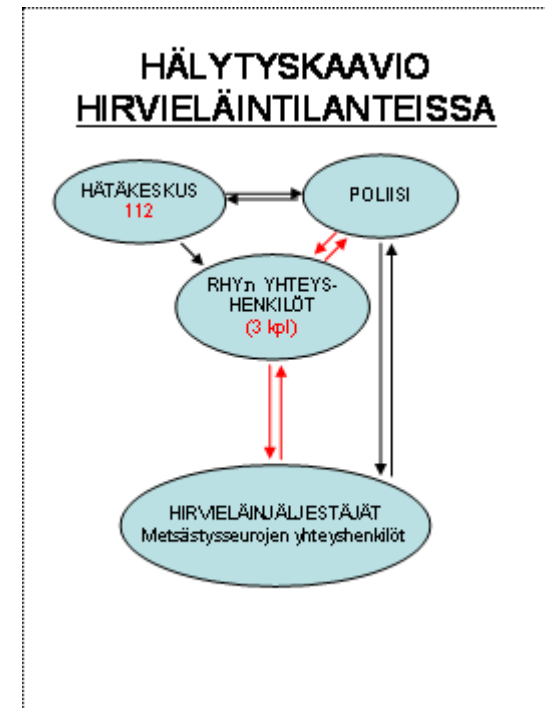 HÄLYTYSKAAVIO
HIRVIELÄINTILANTEISSA
HÄTÄKESKUS
112
POLIISI
RHY:n YHTEYS-
HENKILÖT
(3 kpl)
HIRVIELÄINJÄLJESTÄJÄT
Metsästysseurojen yhteyshenkilöt